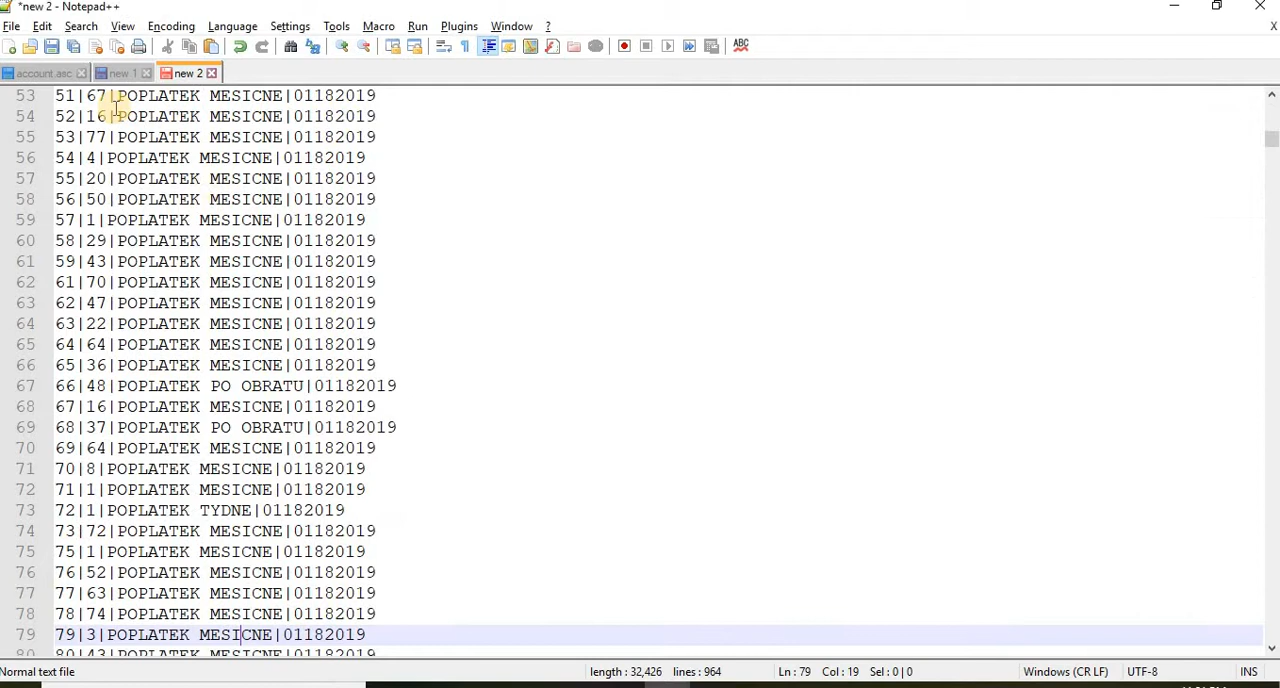 *new 2 - Notepad++
File Edit Search View Encoding Language Settings Tools Macro Run Plugins Window ? X
account.asc new 1 new 2
53 51|67|POPLATEK MESICNE|01182019
54 52|16|POPLATEK MESICNE|01182019
55 53|77|POPLATEK MESICNE|01182019
56 54|4|POPLATEK MESICNE|01182019
57 55|20|POPLATEK MESICNE|01182019
58 56|50|POPLATEK MESICNE|01182019
59 57|1|POPLATEK MESICNE|01182019
60 58|29|POPLATEK MESICNE|01182019
61 59|43|POPLATEK MESICNE|01182019
62 61|70|POPLATEK MESICNE|01182019
63 62|47|POPLATEK MESICNE|01182019
64 63|22|POPLATEK MESICNE|01182019
65 64|64|POPLATEK MESICNE|01182019
66 65|36|POPLATEK MESICNE|01182019
67 66|48|POPLATEK PO OBRATU|01182019
68 67|16|POPLATEK MESICNE|01182019
69 68|37|POPLATEK PO OBRATU|01182019
70 69|64|POPLATEK MESICNE|01182019
71 70|8|POPLATEK MESICNE|01182019
72 71|1|POPLATEK MESICNE|01182019
73 72|1|POPLATEK TYDNE|01182019
74 73|72|POPLATEK MESICNE|01182019
75 75|1|POPLATEK MESICNE|01182019
76 76|52|POPLATEK MESICNE|01182019
77 77|63|POPLATEK MESICNE|01182019
78 78|74|POPLATEK MESICNE|01182019
79 79|3|POPLATEK MESICNE|01182019
80 80|43|POPLATEK MESICNE|01182019
Normal text file length : 32,426 lines : 964 Ln : 79 Col : 19 Sel : 0 | 0 Windows (CR LF) UTF-8 INS